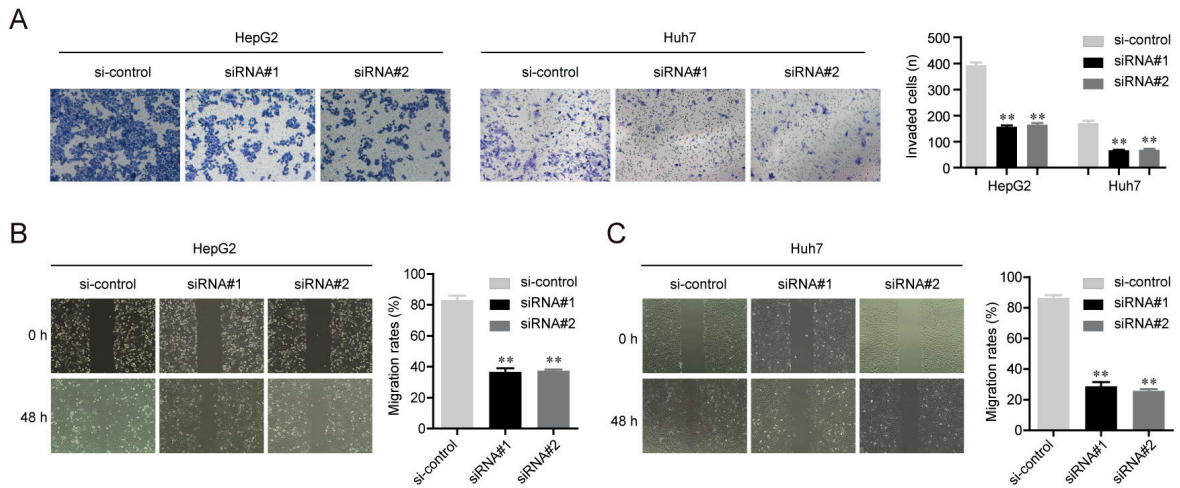 A
HepG2
si-control siRNA#1 siRNA#2
Huh7
si-control siRNA#1 siRNA#2
Invaded cells (n)
500
400
300
200
100
0
** **
** **
HepG2 Huh7
si-control
siRNA#1
siRNA#2
B
HepG2
si-control siRNA#1 siRNA#2
0 h
48 h
Migration rates (%)
100
80
60
40
20
0
** **
si-control siRNA#1 siRNA#2
si-control
siRNA#1
siRNA#2
C
Huh7
si-control siRNA#1 siRNA#2
0 h
48 h
Migration rates (%)
100
80
60
40
20
0
** **
si-control siRNA#1 siRNA#2
si-control
siRNA#1
siRNA#2